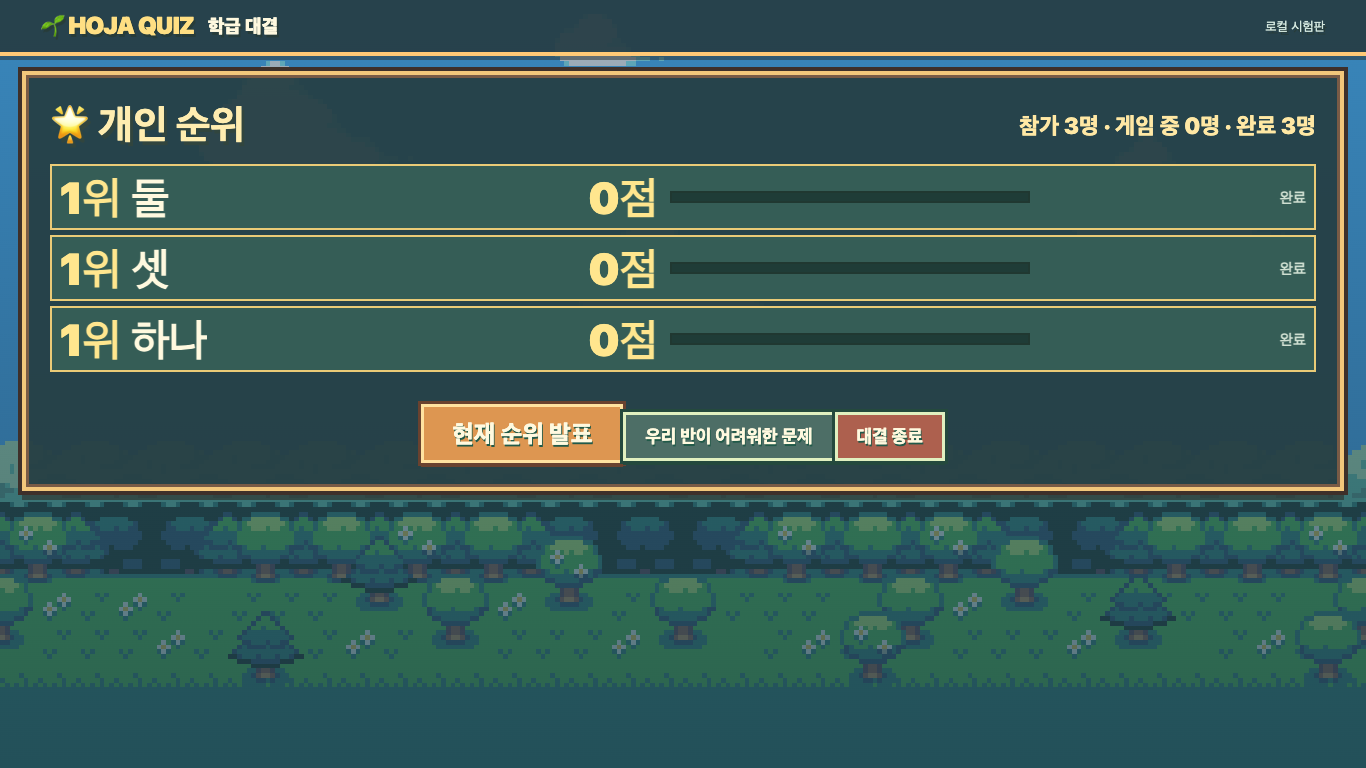 HOJA QUIZ 학급 대결
로컬 시험판
개인 순위
참가 3명 · 게임 중 0명 · 완료 3명
1위 둘 0점 완료
1위 셋 0점 완료
1위 하나 0점 완료
현재 순위 발표
우리 반이 어려워한 문제
대결 종료